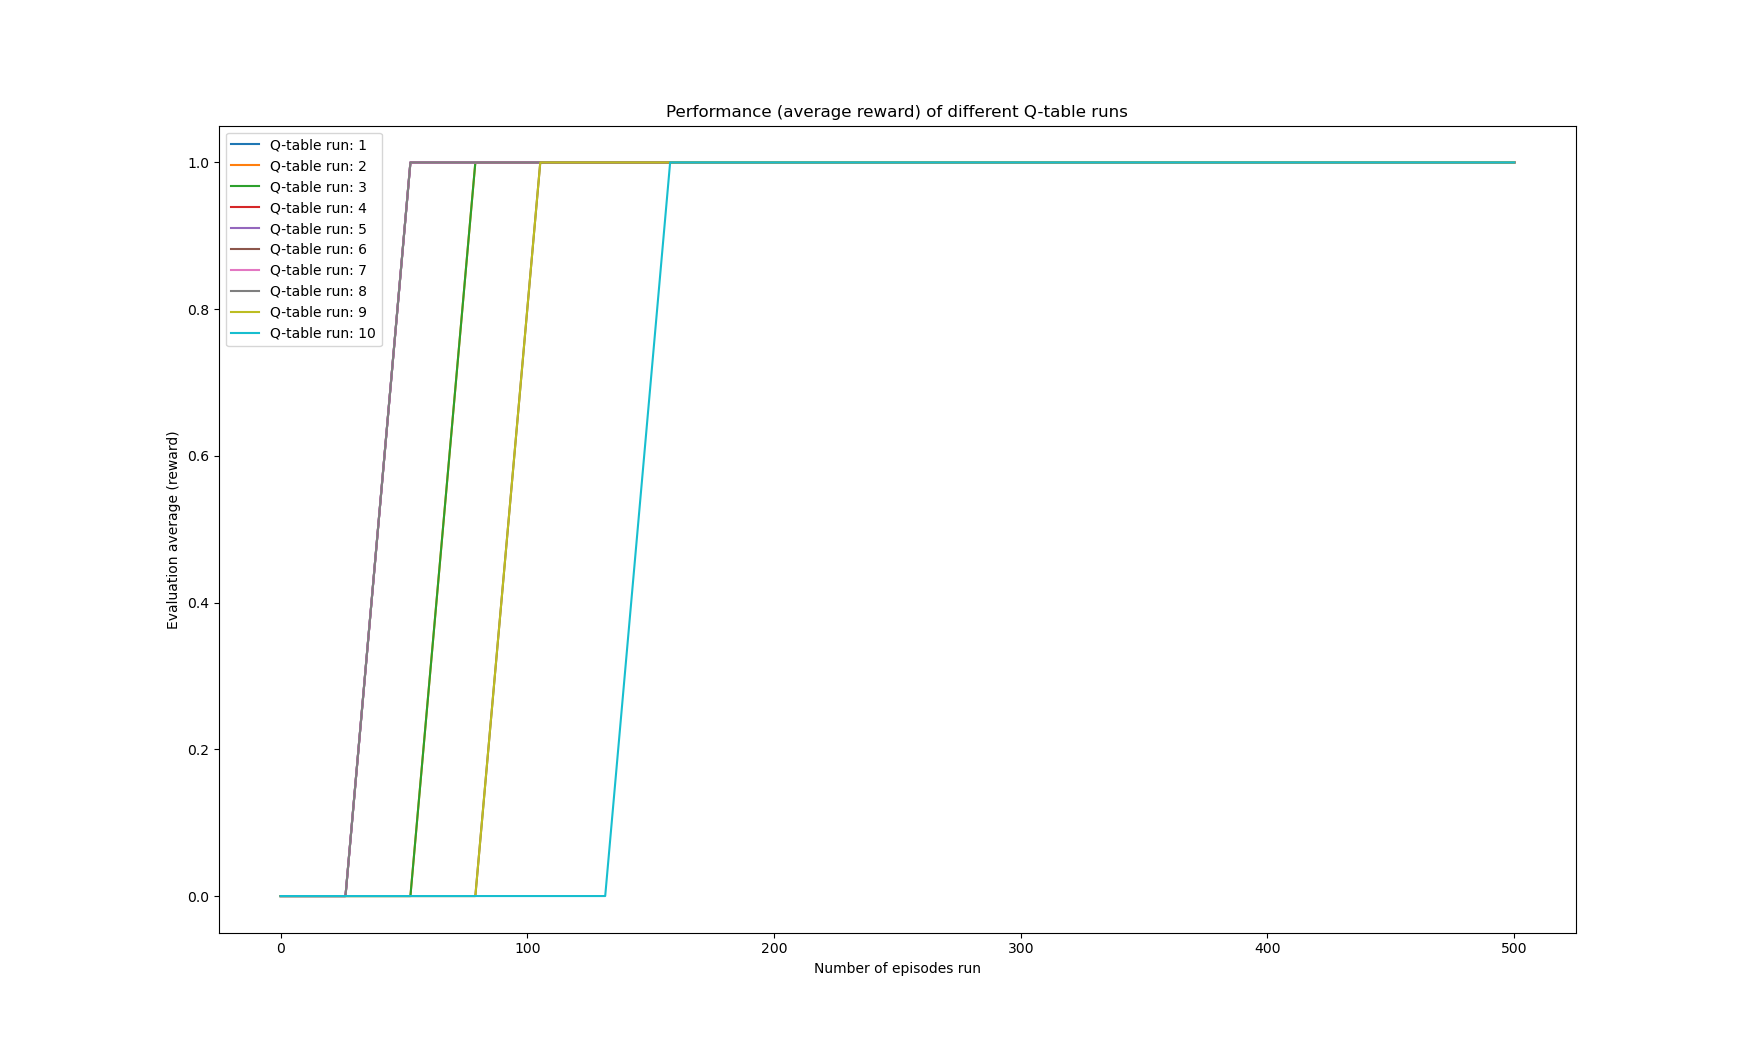 Performance (average reward) of different Q-table runs
Q-table run: 1
Q-table run: 2
Q-table run: 3
Q-table run: 4
Q-table run: 5
Q-table run: 6
Q-table run: 7
Q-table run: 8
Q-table run: 9
Q-table run: 10
1.0
0.8
0.6
0.4
0.2
0.0
Evaluation average (reward)
0
100
200
300
400
500
Number of episodes run